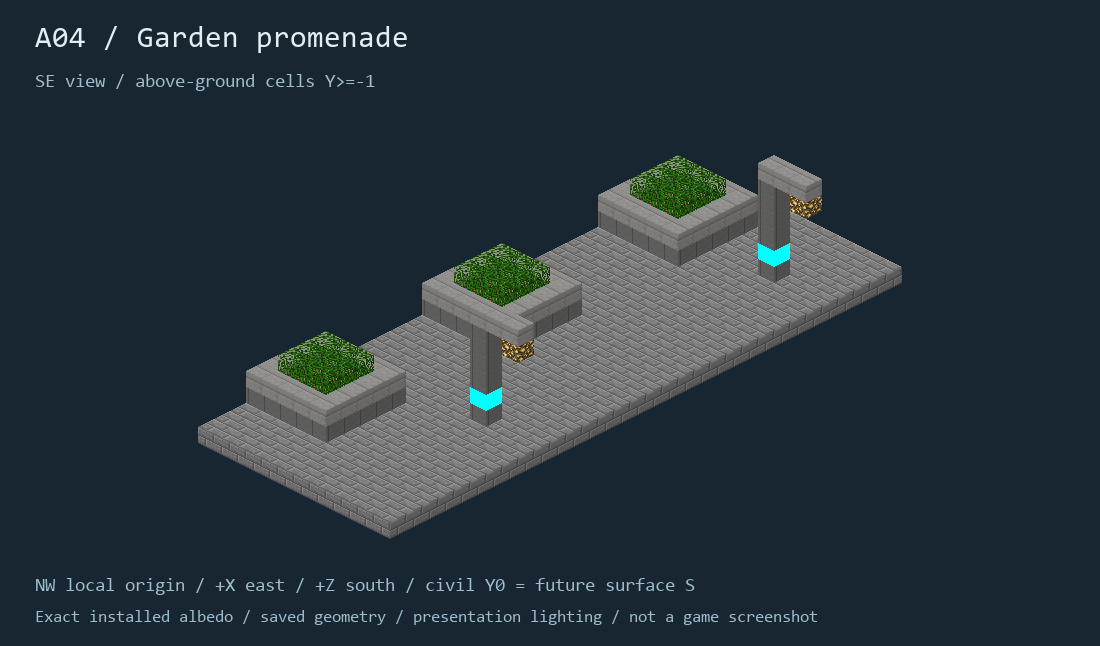 A04 / Garden promenade
SE view / above-ground cells Y>=-1
NW local origin / +X east / +Z south / civil Y0 = future surface S
Exact installed albedo / saved geometry / presentation lighting / not a game screenshot